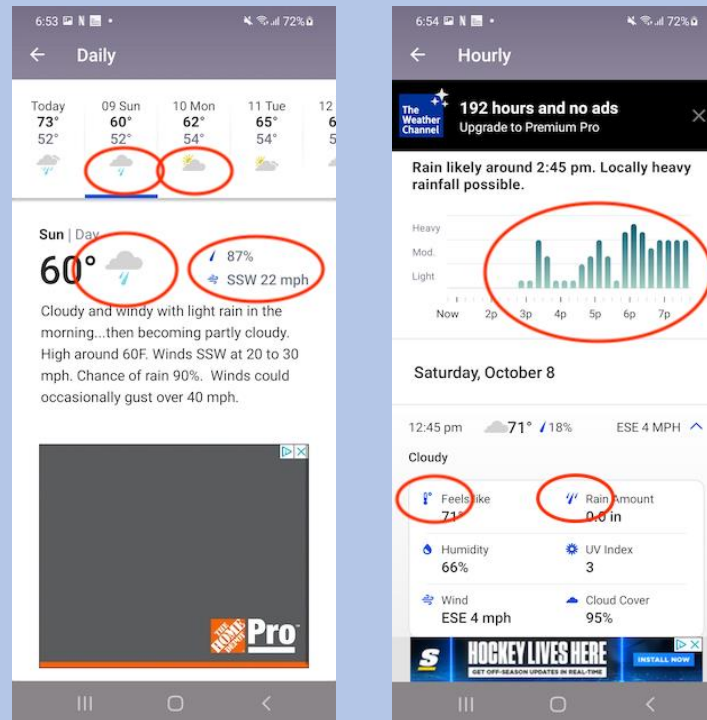 6:53 N • 72%
← Daily
Today 09 Sun 10 Mon 11 Tue 12
73° 60° 62° 65° 6
52° 52° 54° 54° 5
Sun | Day
60°
87%
SSW 22 mph
Cloudy and windy with light rain in the
morning...then becoming partly cloudy.
High around 60F. Winds SSW at 20 to 30
mph. Chance of rain 90%. Winds could
occasionally gust over 40 mph.
THE HOME DEPOT Pro
6:54 N • 72%
← Hourly
The Weather Channel
192 hours and no ads
Upgrade to Premium Pro
Rain likely around 2:45 pm. Locally heavy
rainfall possible.
Heavy
Mod.
Light
Now 2p 3p 4p 5p 6p 7p
Saturday, October 8
12:45 pm 71° 18% ESE 4 MPH
Cloudy
Feels like Rain Amount
71° 0.0 in
Humidity UV Index
66% 3
Wind Cloud Cover
ESE 4 mph 95%
S HOCKEY LIVES HERE
GET OFF-SEASON UPDATES IN REAL-TIME
INSTALL NOW